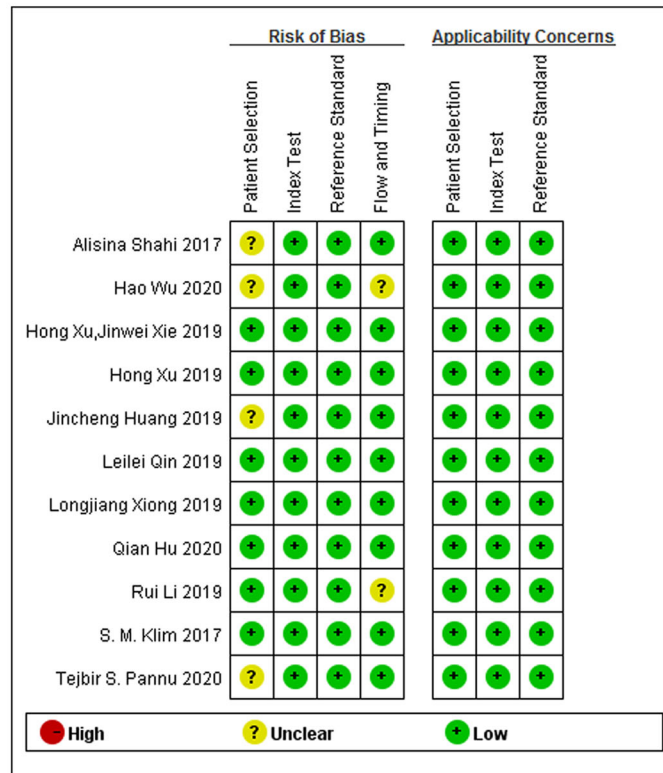 Risk of Bias Applicability Concerns
Patient Selection Index Test Reference Standard Flow and Timing Patient Selection Index Test Reference Standard
Alisina Shahi 2017 ? + + + + + +
Hao Wu 2020 ? + + ? + + +
Hong Xu,Jinwei Xie 2019 + + + + + + +
Hong Xu 2019 + + + + + + +
Jincheng Huang 2019 ? + + + + + +
Leilei Qin 2019 + + + + + + +
Longjiang Xiong 2019 + + + + + + +
Qian Hu 2020 + + + + + + +
Rui Li 2019 + + + ? + + +
S. M. Klim 2017 + + + + + + +
Tejbir S. Pannu 2020 ? + + + + + +
- High ? Unclear + Low